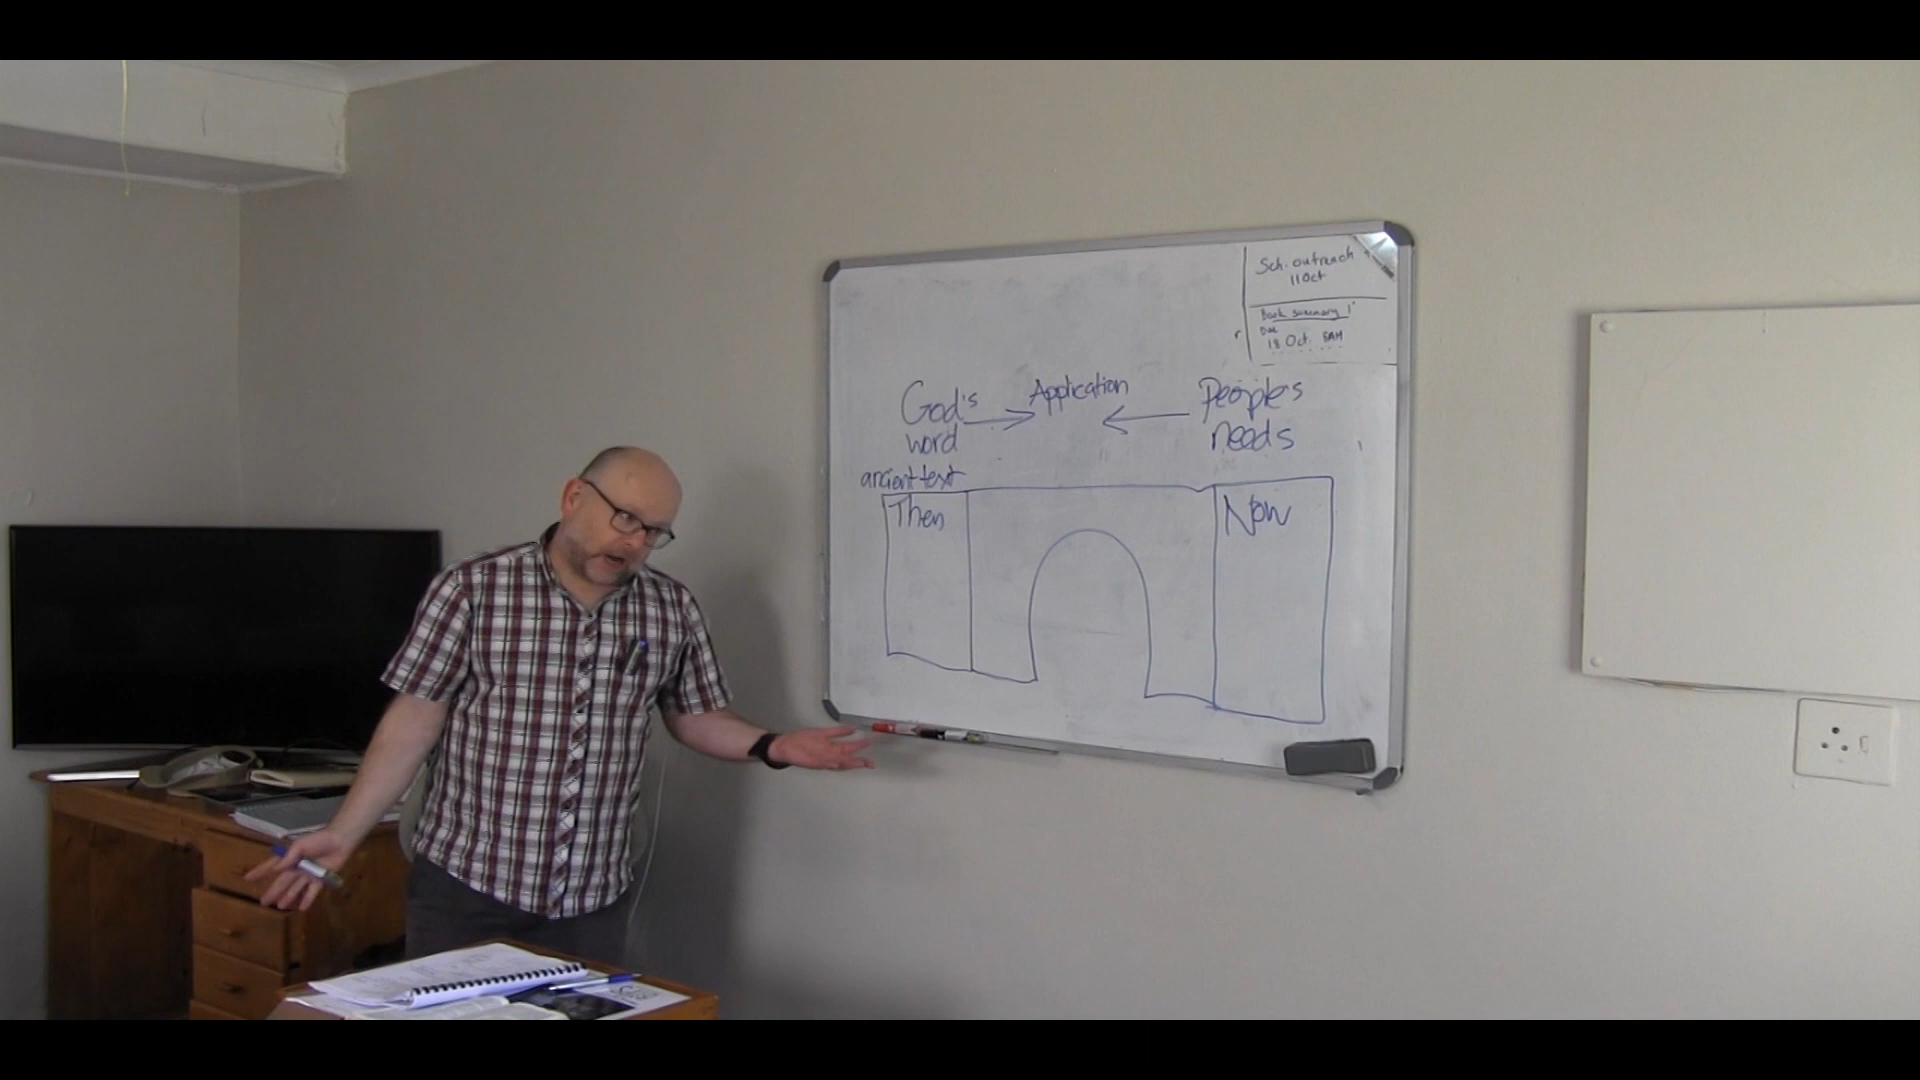 Sch. outreach
11 Oct
Book summary 1
Due
18 Oct 8AM
God's
word
Application
People's
needs
ancient text
Then
Now